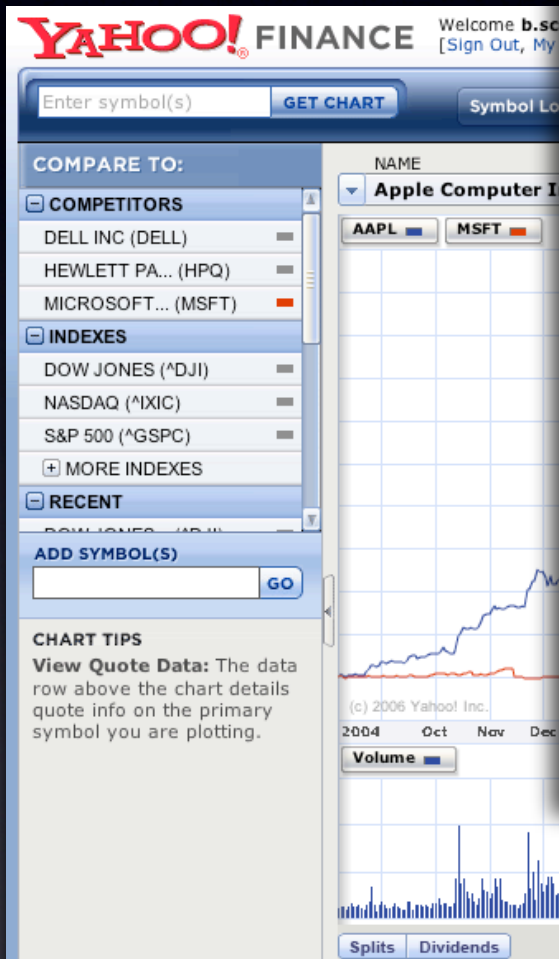 YAHOO! FINANCE
Welcome b.sc
[Sign Out, My
Enter symbol(s)
GET CHART
Symbol Lo
COMPARE TO:
COMPETITORS
DELL INC (DELL)
HEWLETT PA... (HPQ)
MICROSOFT... (MSFT)
INDEXES
DOW JONES (^DJI)
NASDAQ (^IXIC)
S&P 500 (^GSPC)
MORE INDEXES
RECENT
ADD SYMBOL(S)
GO
CHART TIPS
View Quote Data: The data
row above the chart details
quote info on the primary
symbol you are plotting.
NAME
Apple Computer I
AAPL
MSFT
(c) 2006 Yahoo! Inc.
2004 Oct Nov Dec
Volume
Splits Dividends